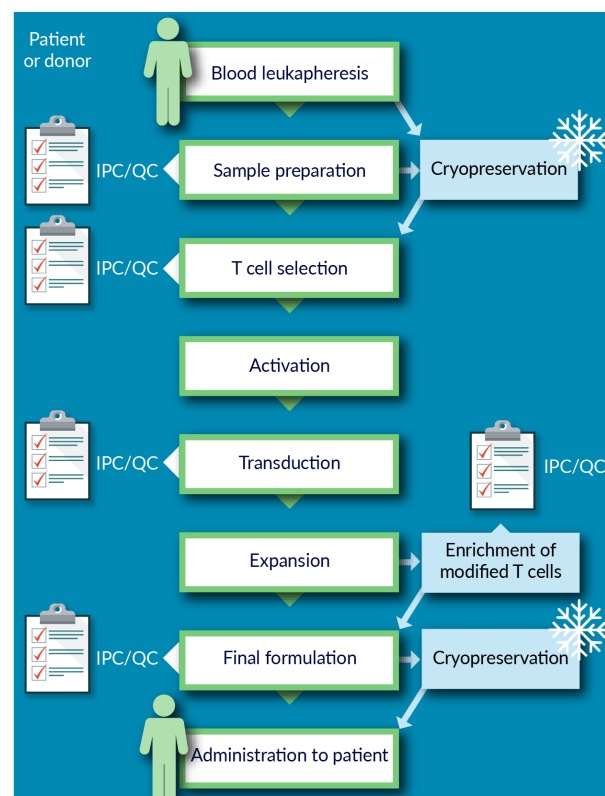 Patient
or donor
Blood leukapheresis
IPC/QC
Sample preparation
Cryopreservation
IPC/QC
T cell selection
Activation
IPC/QC
Transduction
IPC/QC
Expansion
Enrichment of
modified T cells
IPC/QC
Final formulation
Cryopreservation
Administration to patient